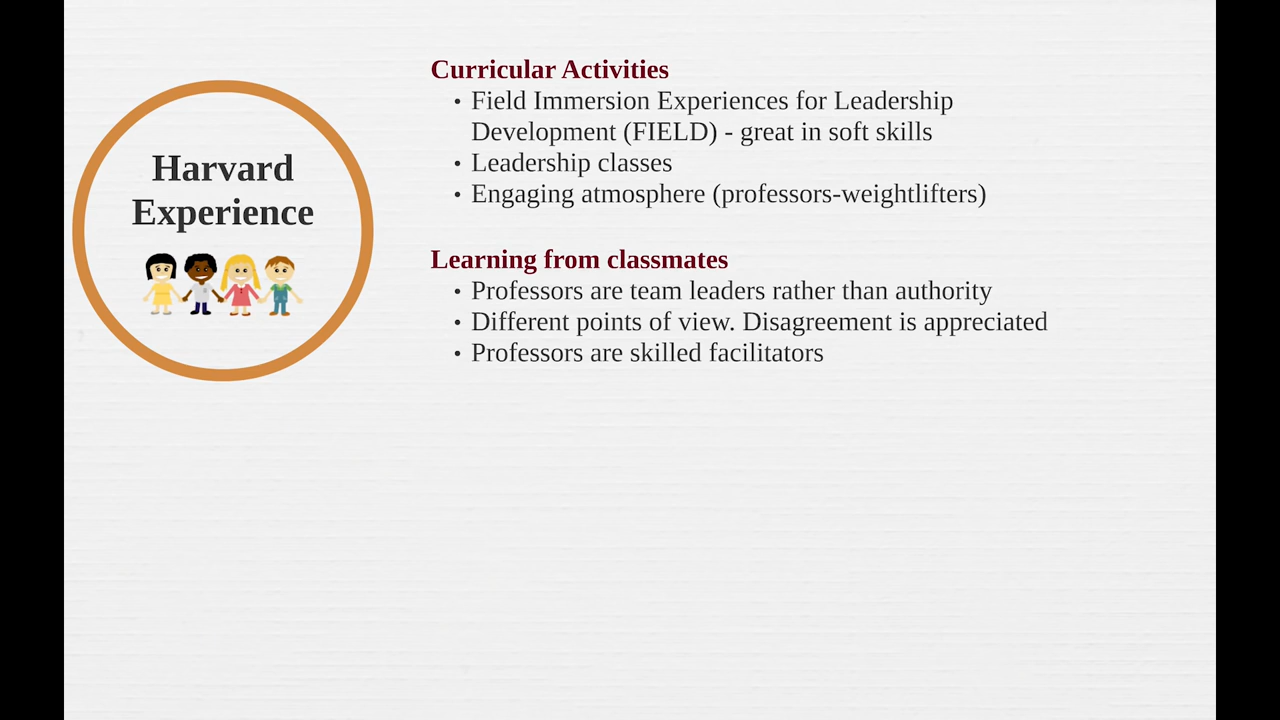 Harvard
Experience
Curricular Activities
• Field Immersion Experiences for Leadership
Development (FIELD) - great in soft skills
• Leadership classes
• Engaging atmosphere (professors-weightlifters)
Learning from classmates
• Professors are team leaders rather than authority
• Different points of view. Disagreement is appreciated
• Professors are skilled facilitators